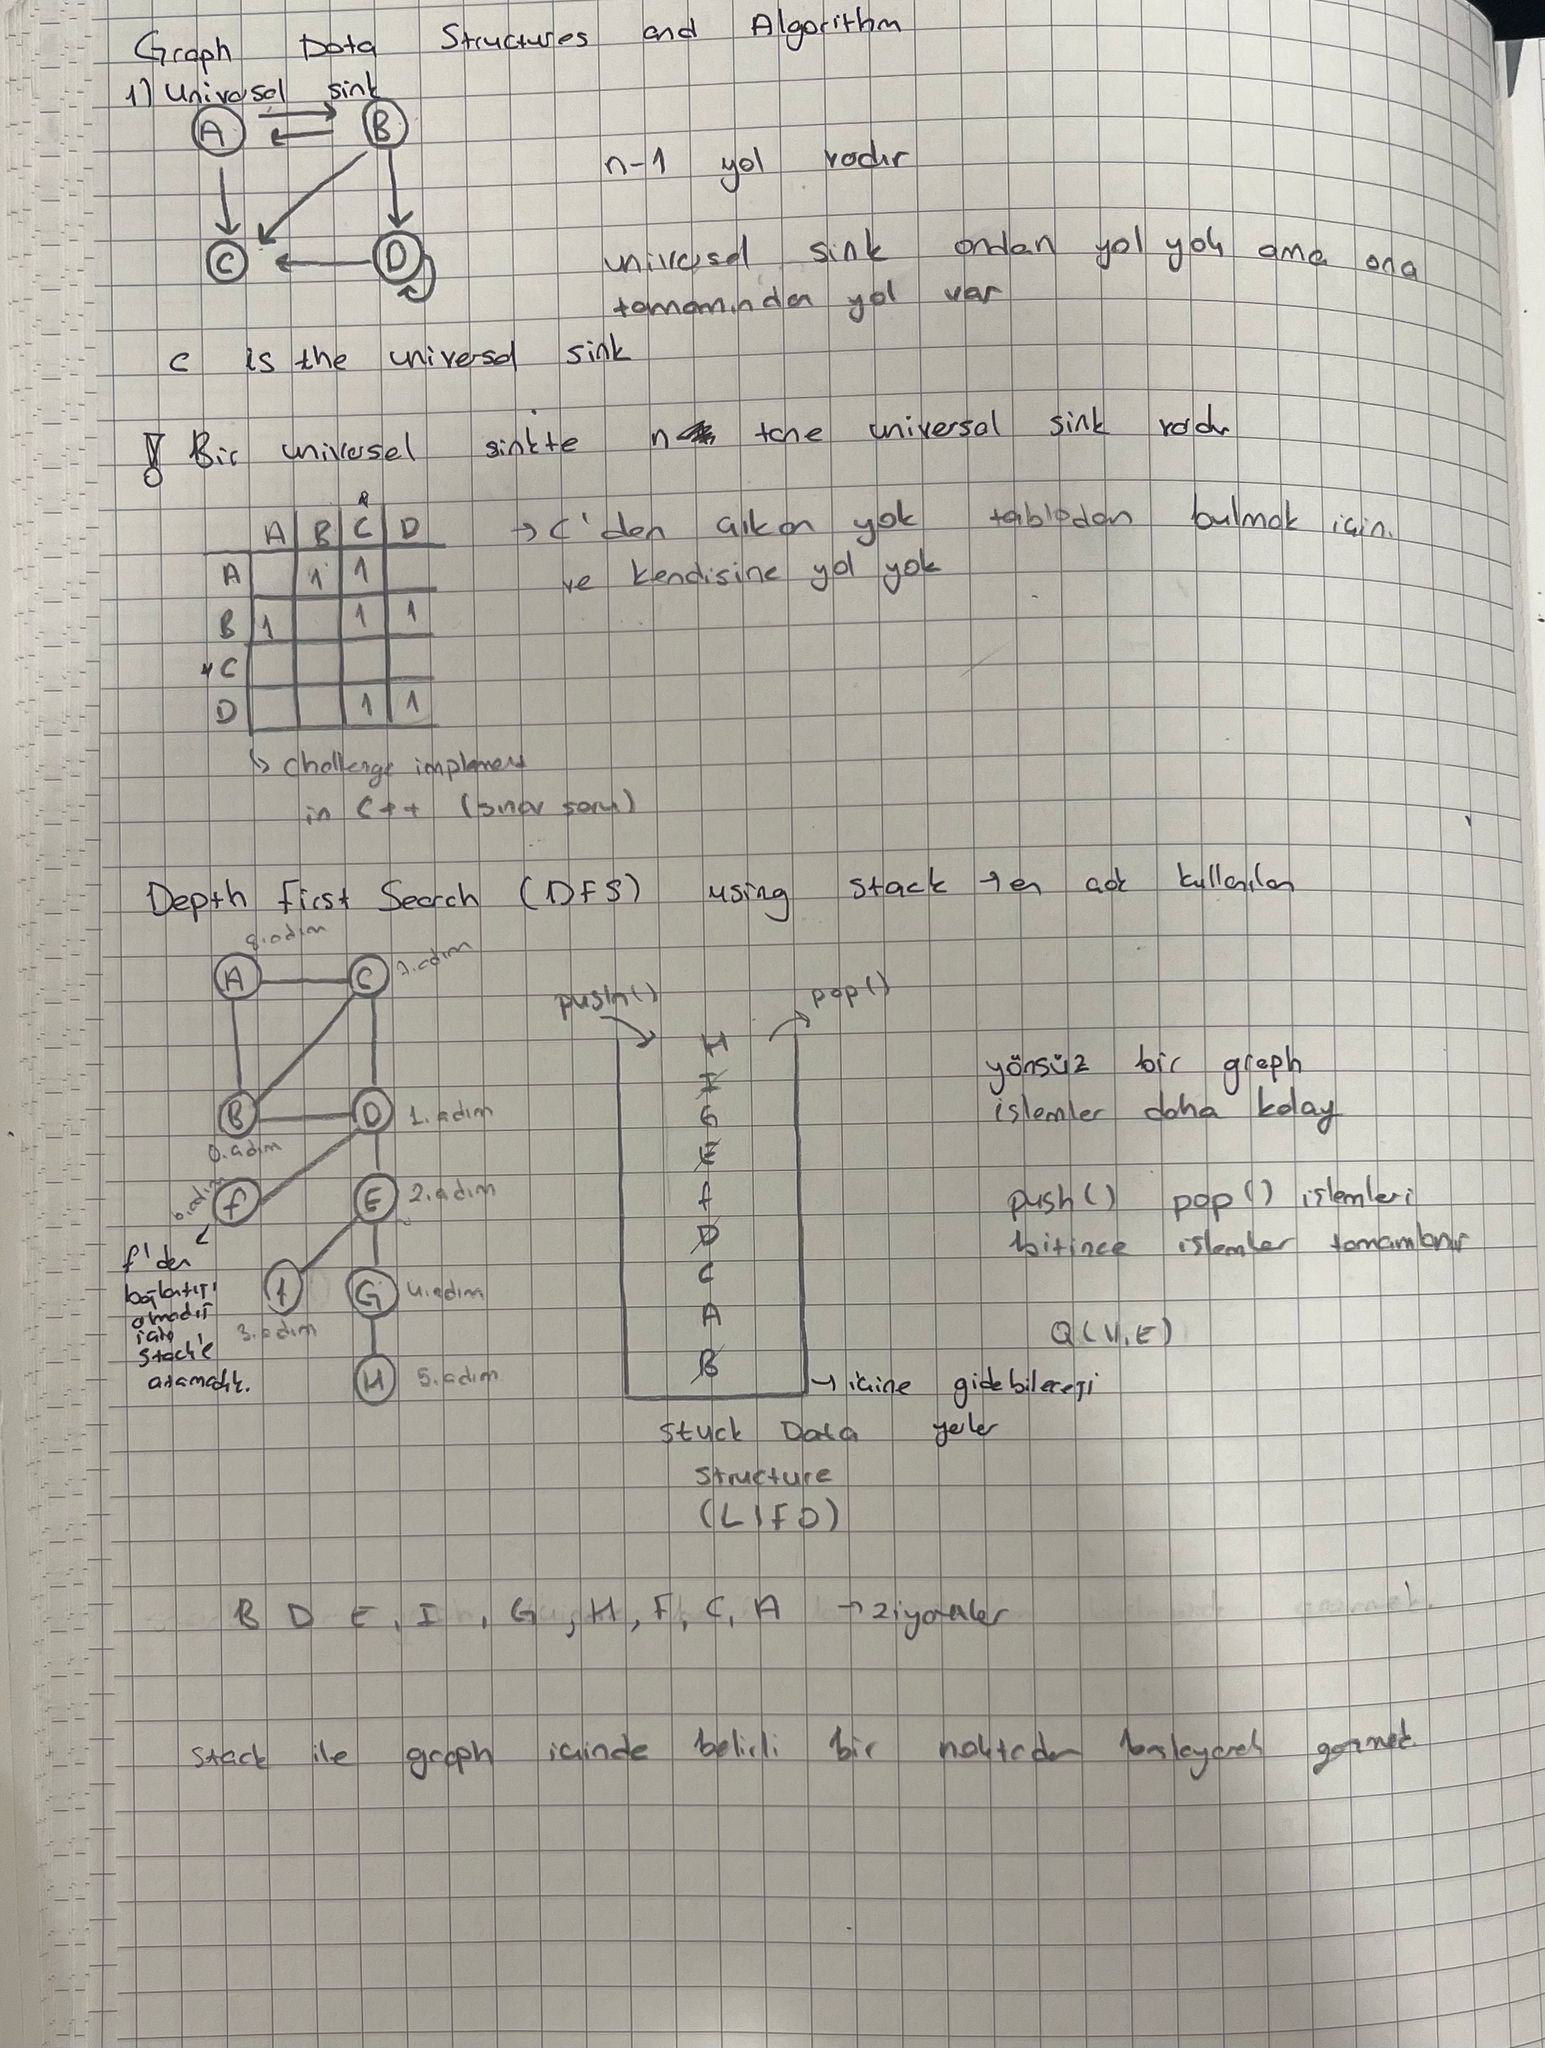 Graph Data Structures and Algorithm
1) Universal sink
A B
C D
n-1 yol vardır
universal sink ondan yol yok ama ona
tamamından yol var
C is the universal sink
! Bir universel sinkte n tane universal sink vardır
A B C D
A 1 1
B 1 1 1
C
D 1 1
→ C'den çıkan yok tablodan bulmak için.
ve kendisine yol yok
↳ challenge implement
in C++ (sınav soru)
Depth First Search (DFS) using stack → en çok kullanılan
A 8.adım
C 7.adım
B 0.adım
D 1.adım
F 6.adım
E 2.adım
I 3.adım
G 4.adım
H 5.adım
F'den
bağlantısı
olmadığı
için
stack'e
atamadık.
push()
pop()
H
I
G
E
F
D
C
A
B
→ içine gidebileceği
yerler
Stack Data
Structure
(LIFO)
yönsüz bir graph
işlemler daha kolay
push() pop() işlemleri
bitince işlemler tamamlanır
Q(V,E)
B D E, I, G, H, F, C, A → ziyaretler
Stack ile graph içinde belirli bir noktadan başlayarak gezmek.